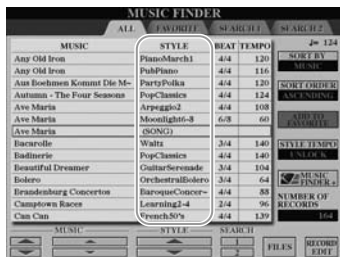 MUSIC FINDER
ALL FAVORITE SEARCH 1 SEARCH 2
MUSIC STYLE BEAT TEMPO
Any Old Iron PianoMarch1 4/4 120
Any Old Iron PubPiano 4/4 116
Aus Boehmen Kommt Die M~ PartyPolka 4/4 120
Autumn - The Four Seasons PopClassics 4/4 124
Ave Maria Arpeggio2 4/4 108
Ave Maria Moonlight6-8 6/8 60
Ave Maria (SONG)
Bacarolle Waltz 3/4 140
Badinerie PopClassics 4/4 140
Beautiful Dreamer GuitarSerenade 3/4 104
Bolero OrchestralBolero 3/4 64
Brandenburg Concertos BaroqueConcer~ 4/4 88
Camptown Races Learning2-4 2/4 96
Can Can French50's 4/4 139
♩= 124
SORT BY
MUSIC
SORT ORDER
ASCENDING
ADD TO
FAVORITE
STYLE TEMPO
UNLOCK
MUSIC
FINDER+
NUMBER OF
RECORDS
164
MUSIC STYLE SEARCH
1
2
FILES
RECORD
EDIT